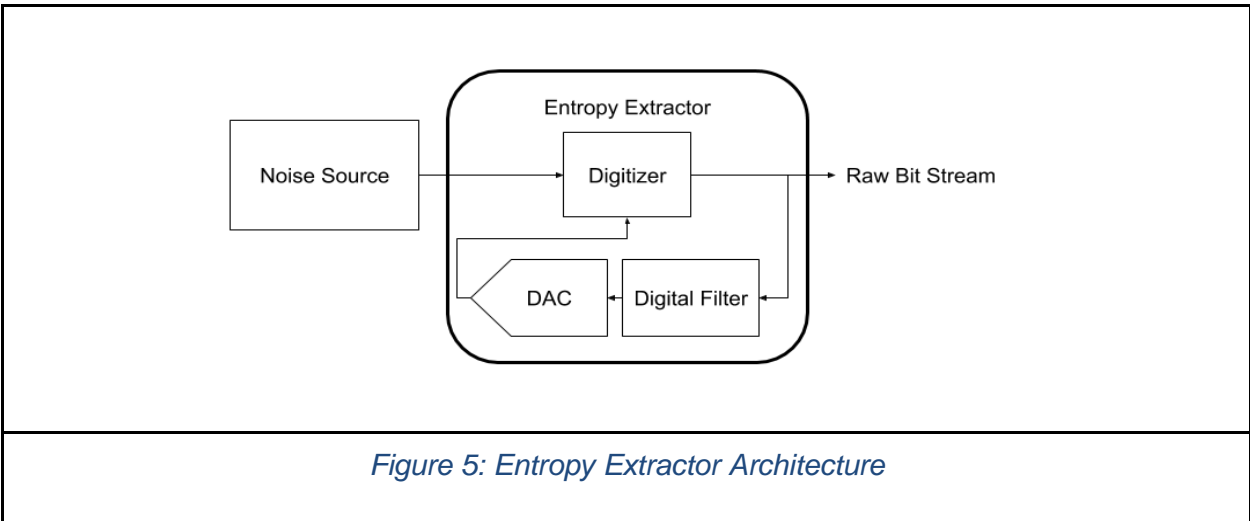 Entropy Extractor
Noise Source
Digitizer
Raw Bit Stream
DAC
Digital Filter
Figure 5: Entropy Extractor Architecture